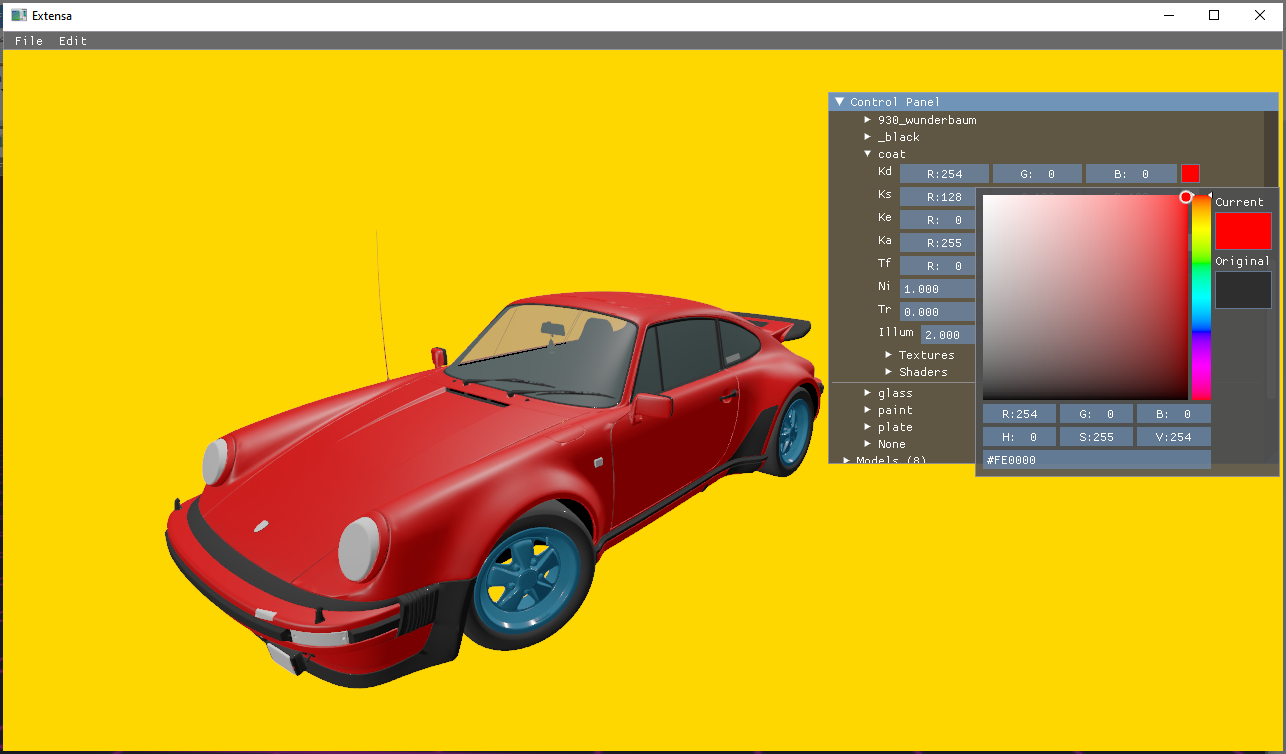 Extensa
File Edit
Control Panel
930_wunderbaum
_black
coat
Kd R:254 G: 0 B: 0
Ks R:128
Current
Ke R: 0
Ka R:255
Original
Tf R: 0
Ni 1.000
Tr 0.000
Illum 2.000
Textures
Shaders
glass
paint
R:254 G: 0 B: 0
plate
H: 0 S:255 V:254
None
Models (8)
#FE0000